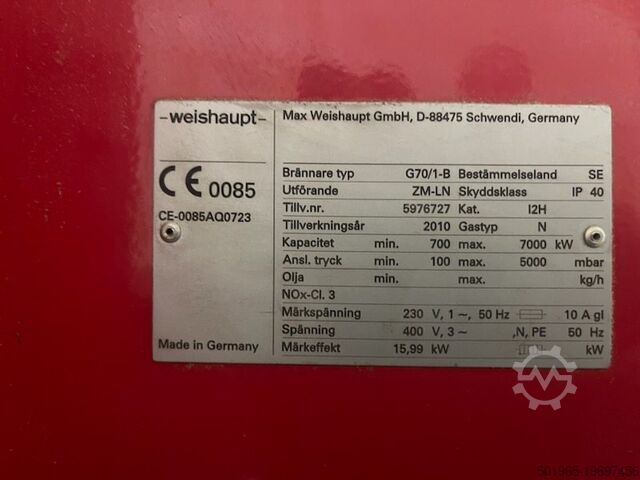 -weishaupt-
Max Weishaupt GmbH, D-88475 Schwendi, Germany
CE 0085
CE-0085AQ0723
Made in Germany
Brännare typ G70/1-B Bestämmelseland SE
Utförande ZM-LN Skyddsklass IP 40
Tillv.nr. 5976727 Kat. I2H
Tillverkningsår 2010 Gastyp N
Kapacitet min. 700 max. 7000 kW
Ansl. tryck min. 100 max. 5000 mbar
Olja min. max. kg/h
NOx-Cl. 3
Märkspänning 230 V, 1 ~, 50 Hz 10 A gl
Spänning 400 V, 3 ~ ,N, PE 50 Hz
Märkeffekt 15,99 kW kW